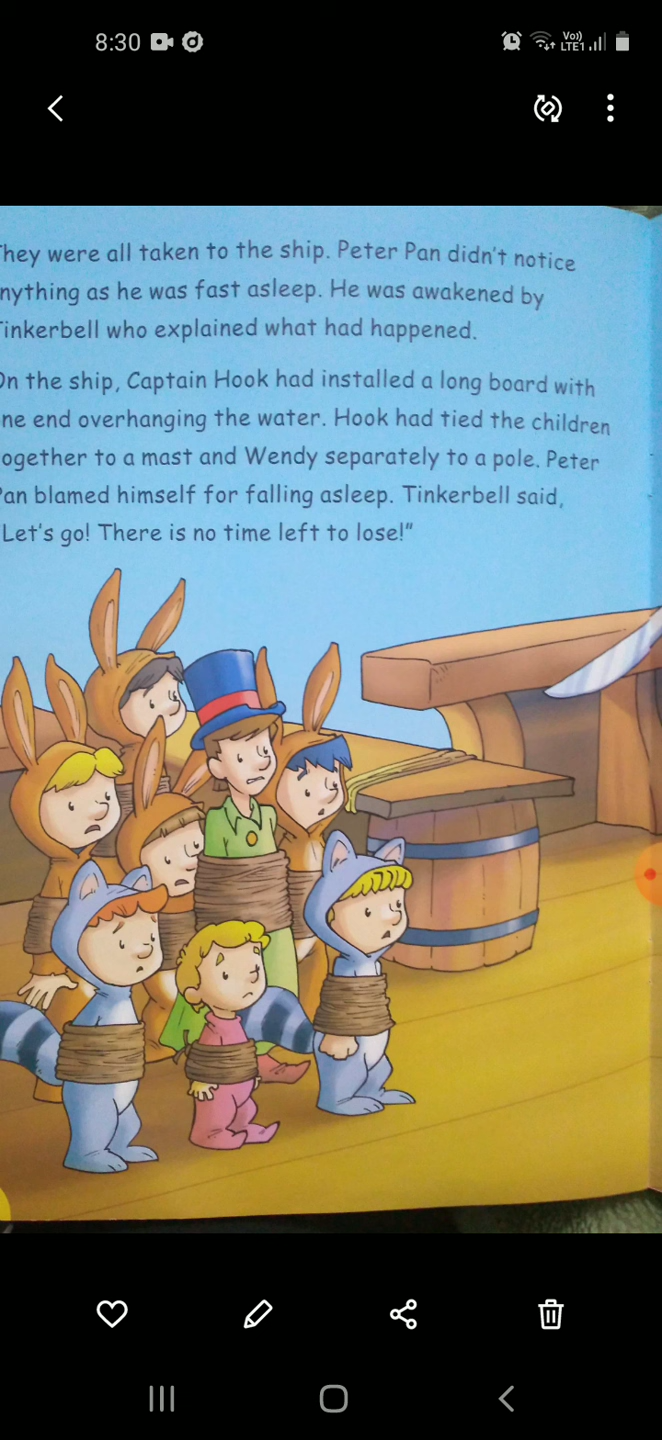 8:30
Vo))
LTE1
hey were all taken to the ship. Peter Pan didn't notice
nything as he was fast asleep. He was awakened by
inkerbell who explained what had happened.
On the ship, Captain Hook had installed a long board with
ne end overhanging the water. Hook had tied the children
ogether to a mast and Wendy separately to a pole. Peter
Pan blamed himself for falling asleep. Tinkerbell said,
Let's go! There is no time left to lose!"